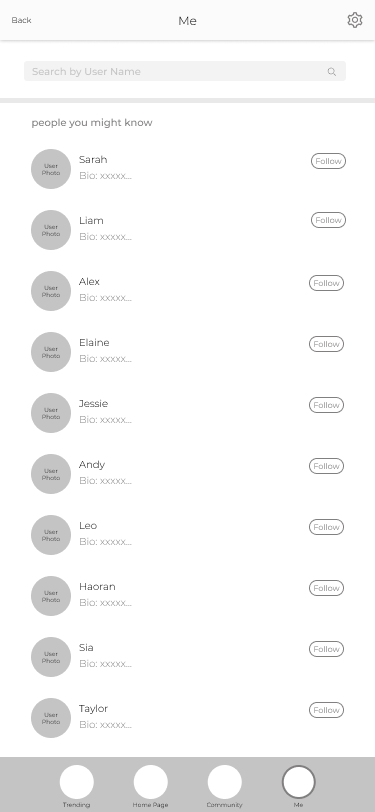 Back
Me
Search by User Name
people you might know
User
Photo
Sarah
Bio: xxxxx...
Follow
User
Photo
Liam
Bio: xxxxx...
Follow
User
Photo
Alex
Bio: xxxxx...
Follow
User
Photo
Elaine
Bio: xxxxx...
Follow
User
Photo
Jessie
Bio: xxxxx...
Follow
User
Photo
Andy
Bio: xxxxx...
Follow
User
Photo
Leo
Bio: xxxxx...
Follow
User
Photo
Haoran
Bio: xxxxx...
Follow
User
Photo
Sia
Bio: xxxxx...
Follow
User
Photo
Taylor
Bio: xxxxx...
Follow
Trending
Home Page
Community
Me